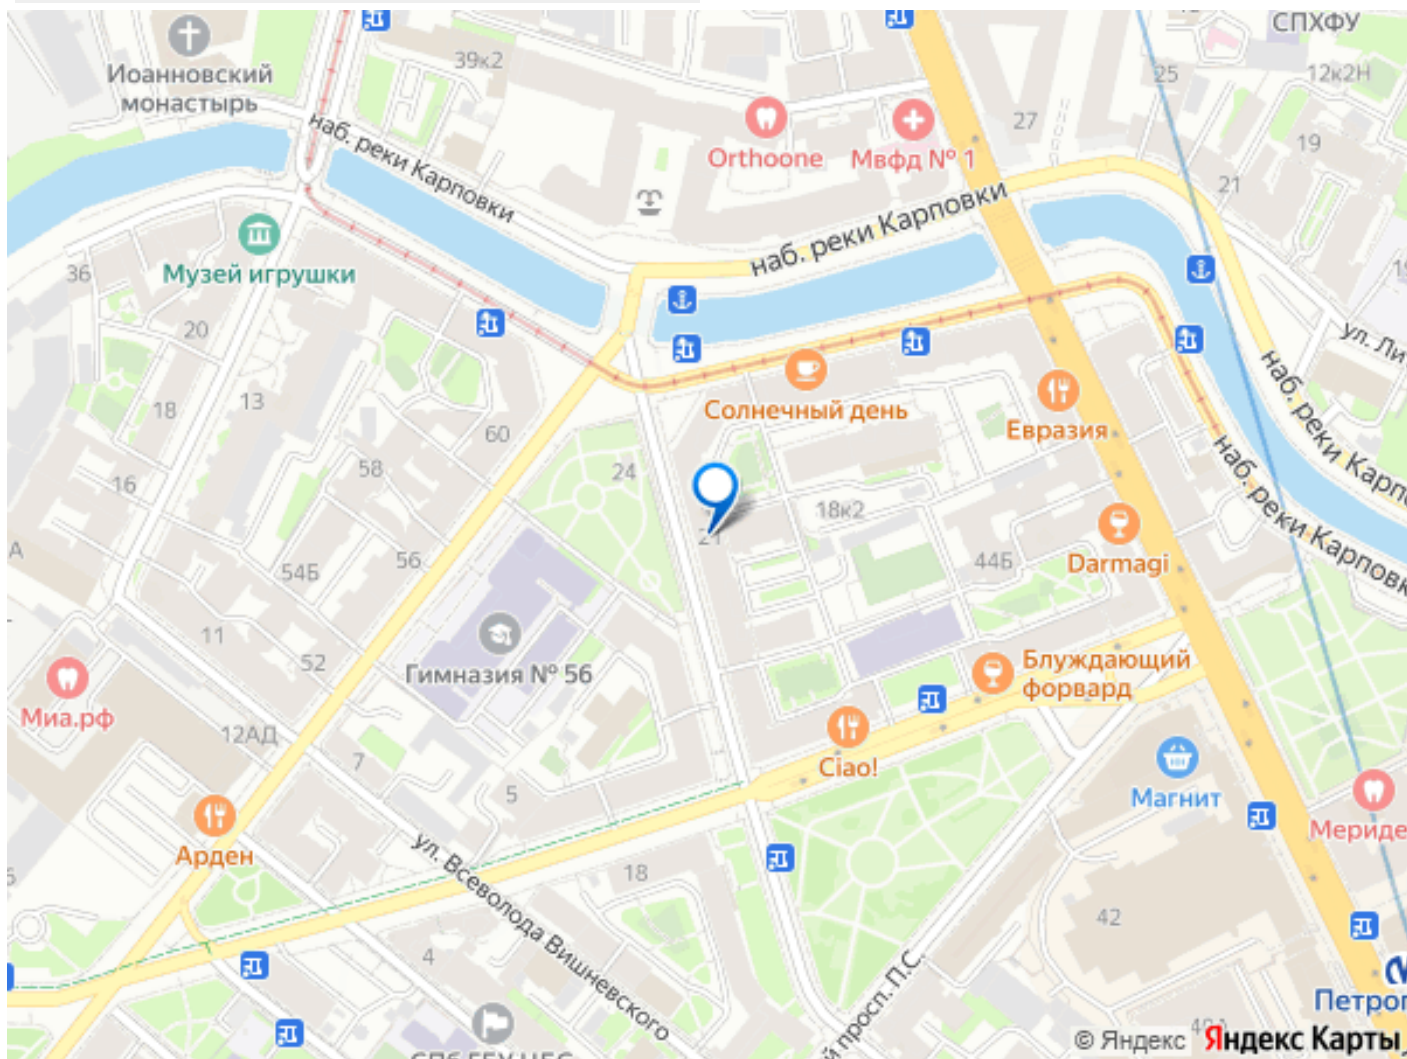 СПХФУ
Иоанновский
монастырь
39к2
25
12к2Н
27
19
наб. реки Карповки
Orthoone
Мвфд № 1
21
наб. реки Карповки
Музей игрушки
36
20
ул. Ли
Солнечный день
Евразия
наб. реки Карпо
18
13
60
24
58
16
18к2
21
наб. реки Карповк
Darmagi
44Б
56
54Б
11
52
Гимназия № 56
Блуждающий
форвард
Миа.рф
12АД
7
5
Ciao!
Магнит
Мериде
Арден
ул. Всеволода Вишневского
18
42
4
й просп. П.С.
Петрог
© Яндекс
Яндекс Карты